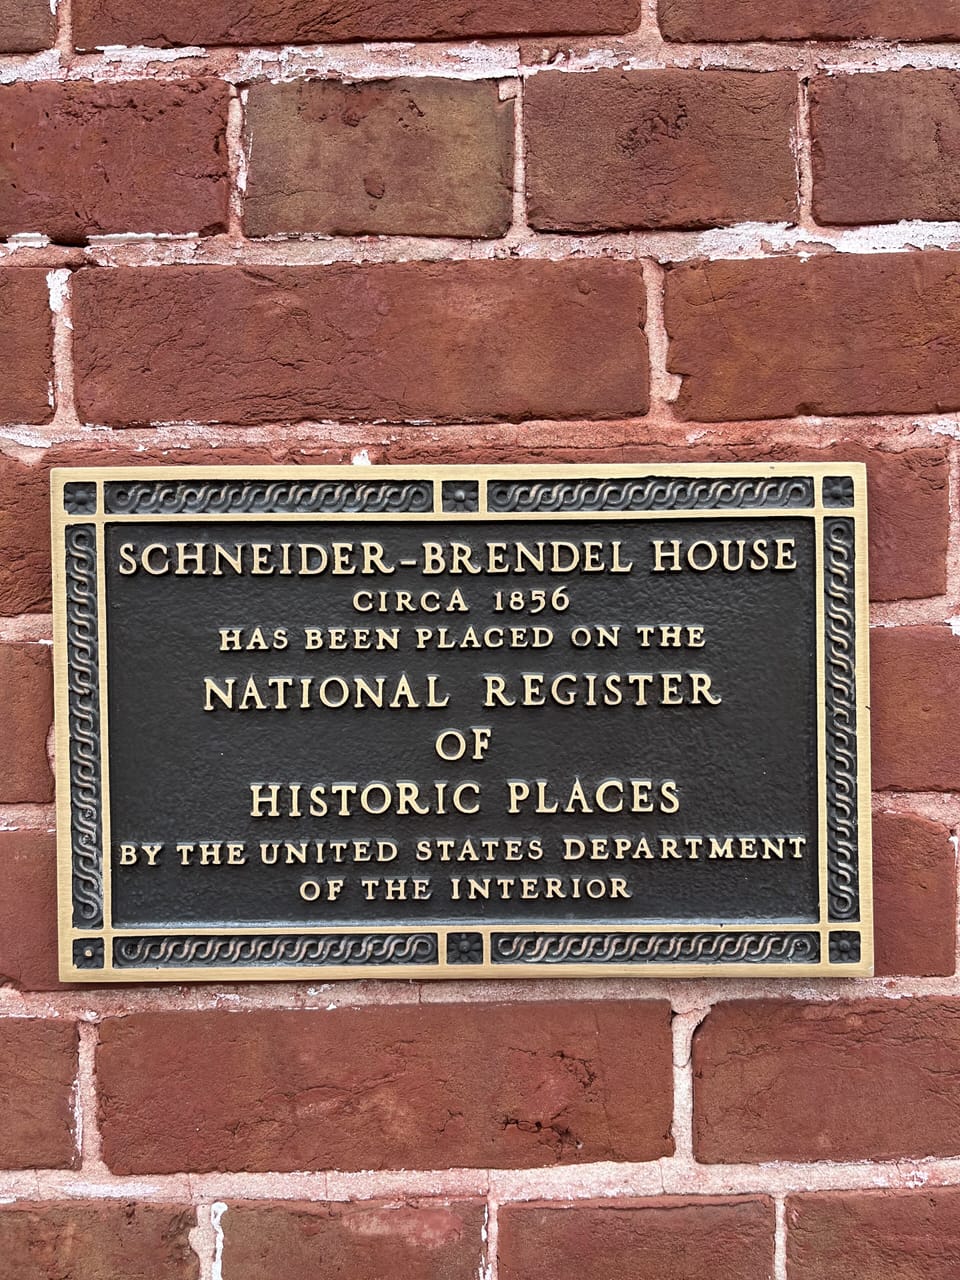 SCHNEIDER-BRENDEL HOUSE
CIRCA 1856
HAS BEEN PLACED ON THE
NATIONAL REGISTER
OF
HISTORIC PLACES
BY THE UNITED STATES DEPARTMENT
OF THE INTERIOR